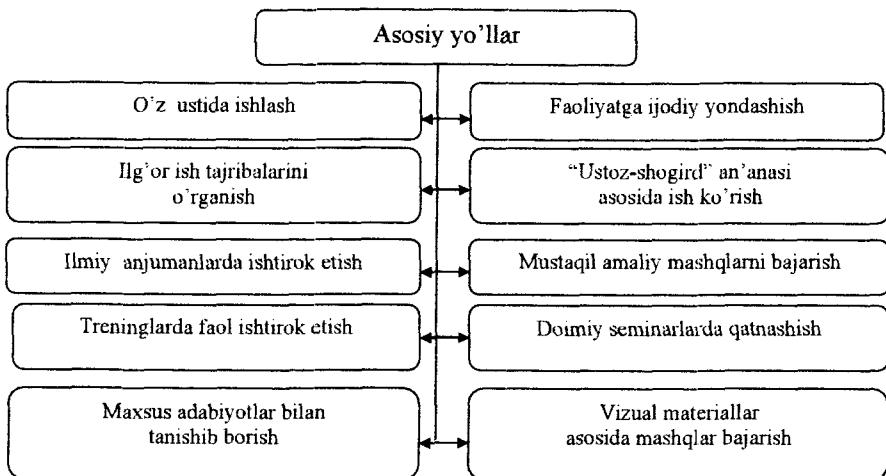 Asosiy yo’llar
O’z ustida ishlash
Faoliyatga ijodiy yondashish
Ilg’or ish tajribalarini
o’rganish
“Ustoz-shogird” an’anasi
asosida ish ko’rish
Ilmiy anjumanlarda ishtirok etish
Mustaqil amaliy mashqlarni bajarish
Treninglarda faol ishtirok etish
Doimiy seminarlarda qatnashish
Maxsus adabiyotlar bilan
tanishib borish
Vizual materiallar
asosida mashqlar bajarish